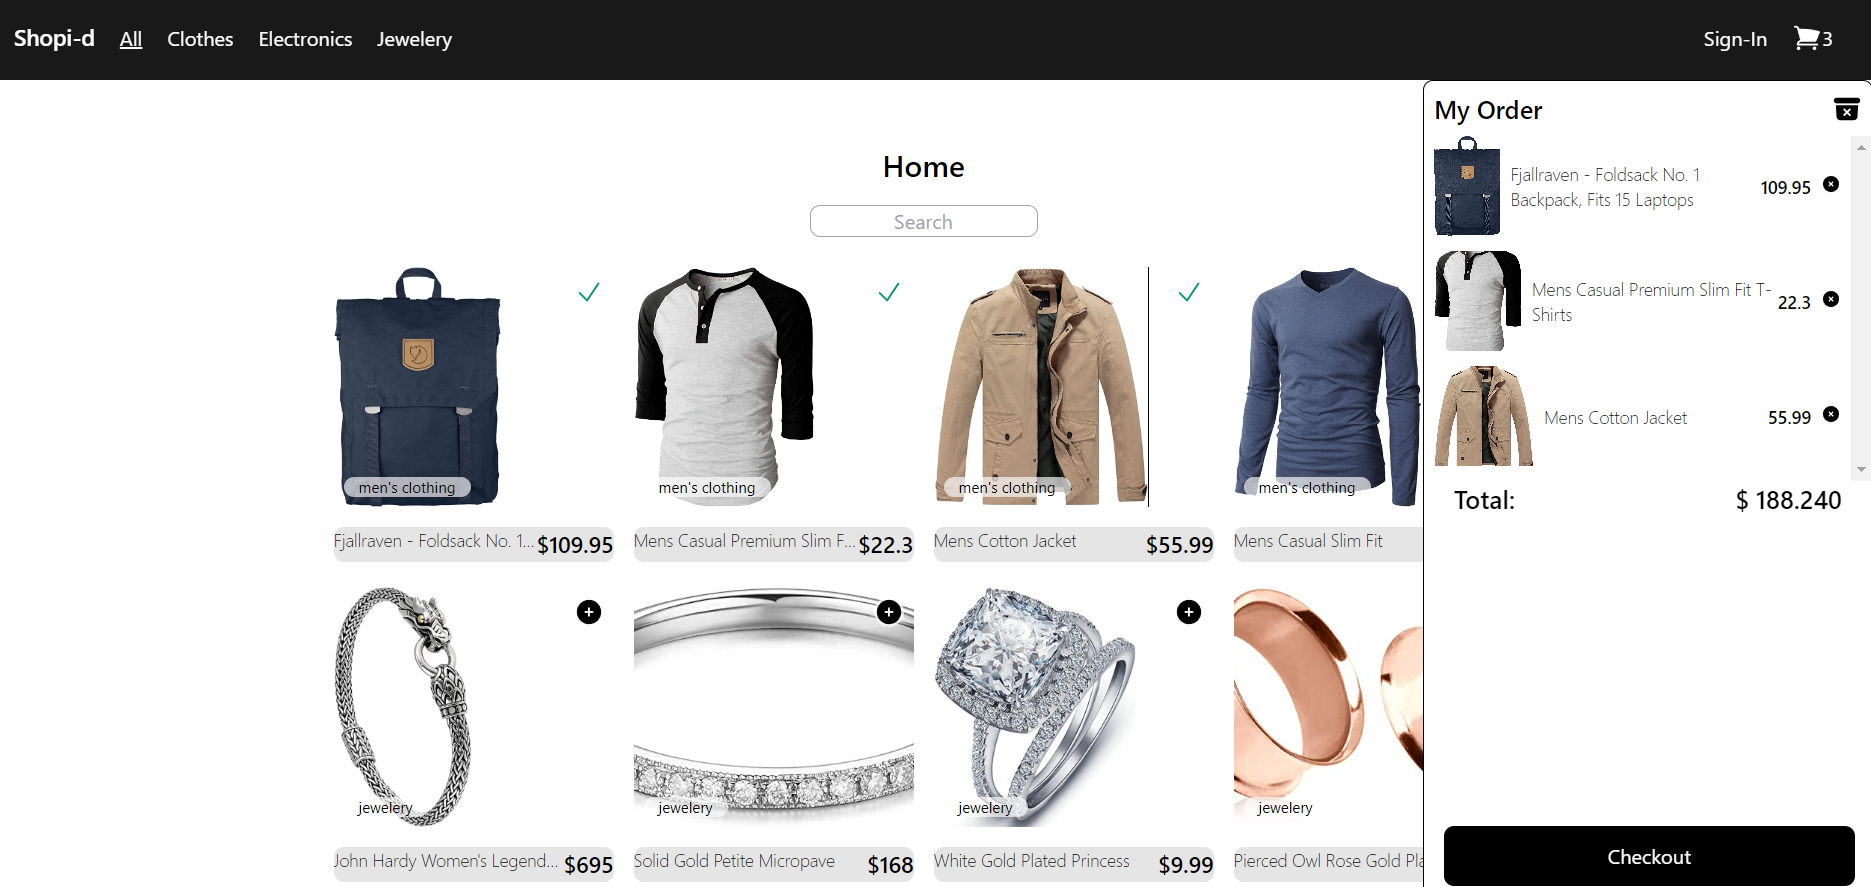 Shopi-d All Clothes Electronics Jewelery Sign-In 3
Home
Search
men's clothing
men's clothing
men's clothing
men's clothing
Fjallraven - Foldsack No. 1... $109.95
Mens Casual Premium Slim F... $22.3
Mens Cotton Jacket $55.99
Mens Casual Slim Fit
jewelery
jewelery
jewelery
jewelery
John Hardy Women's Legend... $695
Solid Gold Petite Micropave $168
White Gold Plated Princess $9.99
Pierced Owl Rose Gold Pla
My Order
Fjallraven - Foldsack No. 1
Backpack, Fits 15 Laptops
109.95
Mens Casual Premium Slim Fit T-
Shirts
22.3
Mens Cotton Jacket 55.99
Total: $ 188.240
Checkout